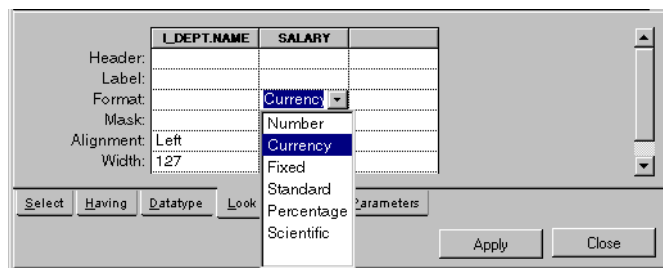 I_DEPT.NAME SALARY
Header:
Label:
Format: Currency
Mask: Number
Alignment: Left Currency
Width: 127 Fixed
Standard
Select Having Datatype Look Percentage Parameters
Scientific
Apply Close